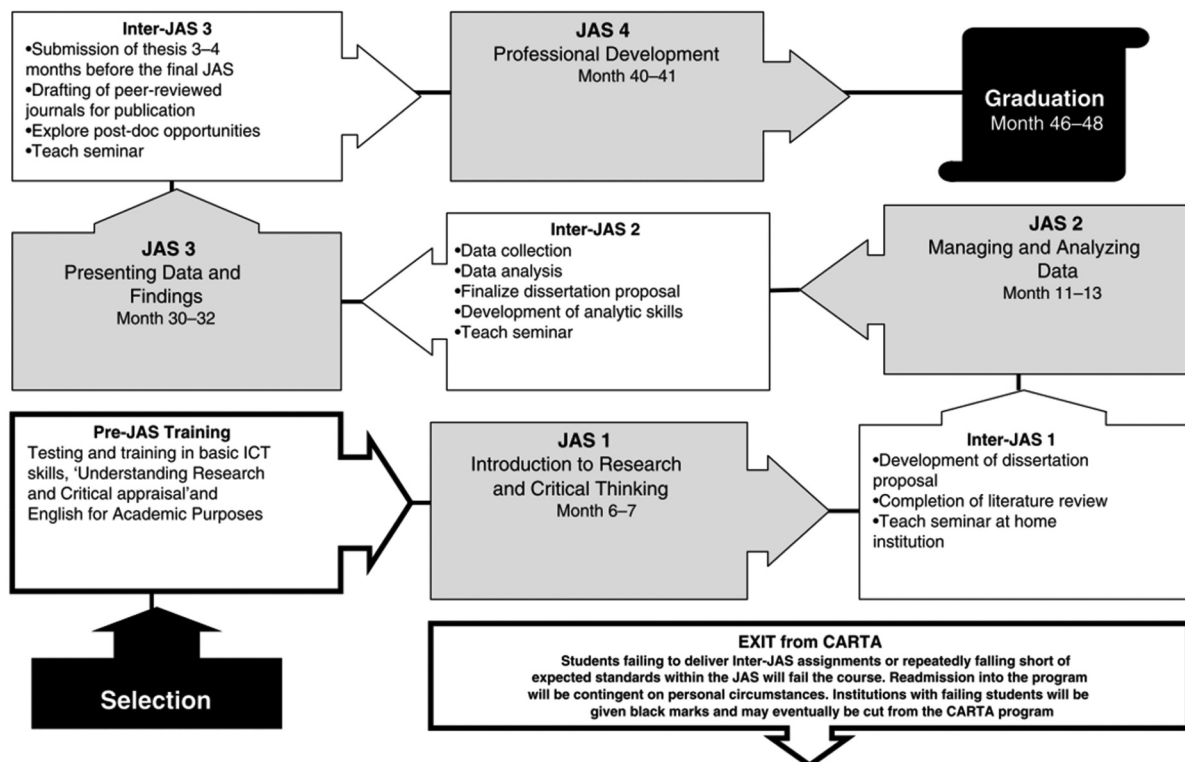 Inter-JAS 3
•Submission of thesis 3–4
months before the final JAS
•Drafting of peer-reviewed
journals for publication
•Explore post-doc opportunities
•Teach seminar
JAS 4
Professional Development
Month 40–41
Graduation
Month 46–48
JAS 3
Presenting Data and
Findings
Month 30–32
Inter-JAS 2
•Data collection
•Data analysis
•Finalize dissertation proposal
•Development of analytic skills
•Teach seminar
JAS 2
Managing and Analyzing
Data
Month 11–13
Pre-JAS Training
Testing and training in basic ICT
skills, ‘Understanding Research
and Critical appraisal’and
English for Academic Purposes
JAS 1
Introduction to Research
and Critical Thinking
Month 6–7
Inter-JAS 1
•Development of dissertation
proposal
•Completion of literature review
•Teach seminar at home
institution
Selection
EXIT from CARTA
Students failing to deliver Inter-JAS assignments or repeatedly falling short of
expected standards within the JAS will fail the course. Readmission into the program
will be contingent on personal circumstances. Institutions with failing students will be
given black marks and may eventually be cut from the CARTA program